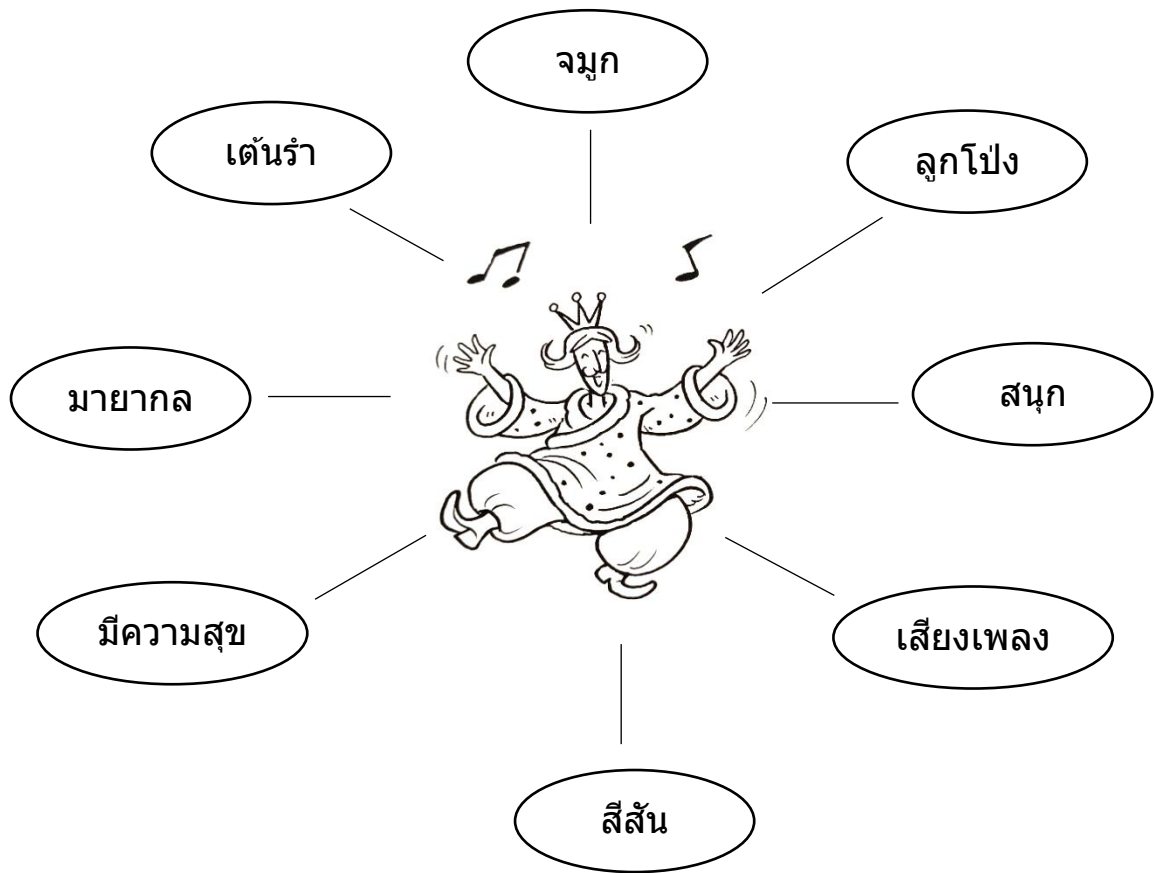 จมูก
เต้นรำ
ลูกโป่ง
มายากล
สนุก
มีความสุข
เสียงเพลง
สีสัน